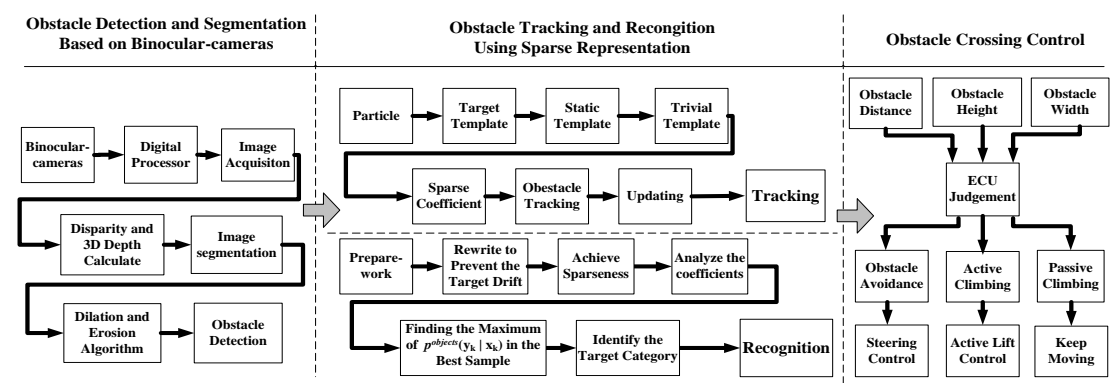 Obstacle Detection and Segmentation
Based on Binocular-cameras
Binocular-
cameras
Digital
Processor
Image
Acquisiton
Disparity and
3D Depth
Calculate
Image
segmentation
Dilation and
Erosion
Algorithm
Obstacle
Detection
Obstacle Tracking and Recongition
Using Sparse Representation
Particle
Target
Template
Static
Template
Trivial
Template
Sparse
Coefficient
Obestacle
Tracking
Updating
Tracking
Prepare-
work
Rewrite to
Prevent the
Target Drift
Achieve
Sparseness
Analyze the
coefficients
Finding the Maximum
of p^objects(y_k | x_k) in the
Best Sample
Identify the
Target Category
Recognition
Obstacle Crossing Control
Obstacle
Distance
Obstacle
Height
Obstacle
Width
ECU
Judgement
Obstacle
Avoidance
Active
Climbing
Passive
Climbing
Steering
Control
Active Lift
Control
Keep
Moving